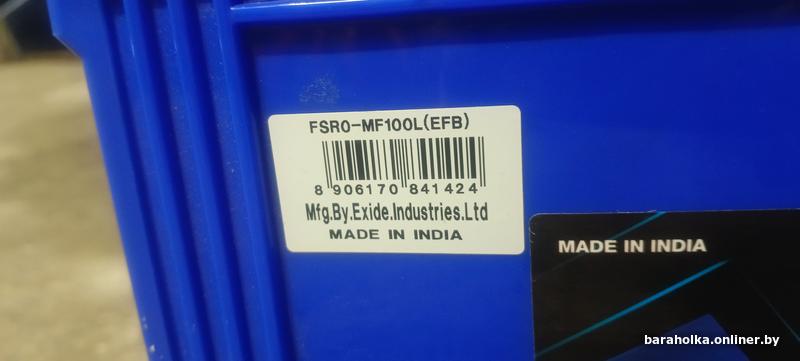 FSR0-MF100L(EFB)
8 906170 841424
Mfg.By.Exide.Industries.Ltd
MADE IN INDIA
MADE IN INDIA
baraholka.onliner.by